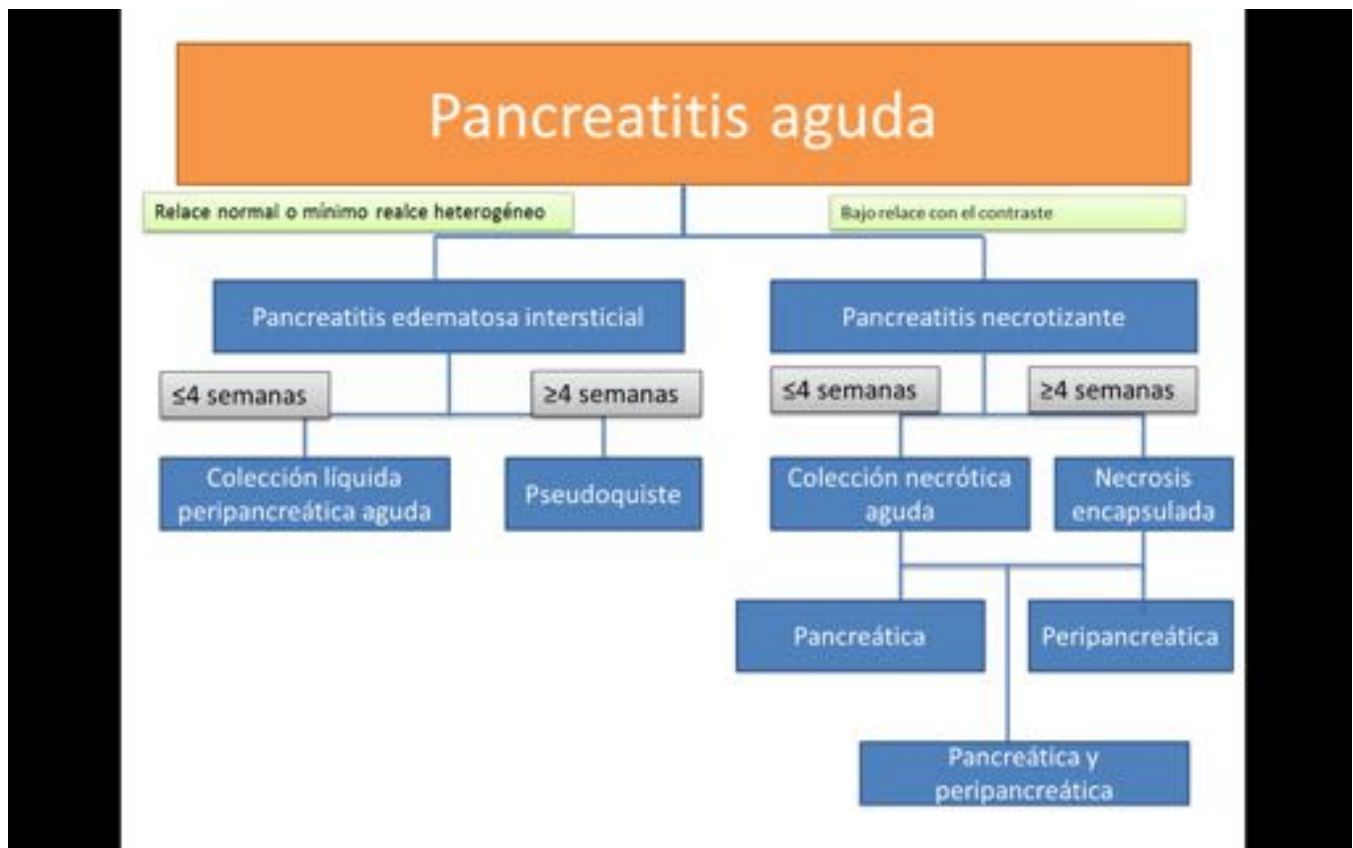 Pancreatitis aguda
Relace normal o mínimo realce heterogéneo
Bajo relace con el contraste
Pancreatitis edematosa intersticial
Pancreatitis necrotizante
≤4 semanas
≥4 semanas
≤4 semanas
≥4 semanas
Colección líquida
peripancreática aguda
Pseudoquiste
Colección necrótica
aguda
Necrosis
encapsulada
Pancreática
Peripancreática
Pancreática y
peripancreática